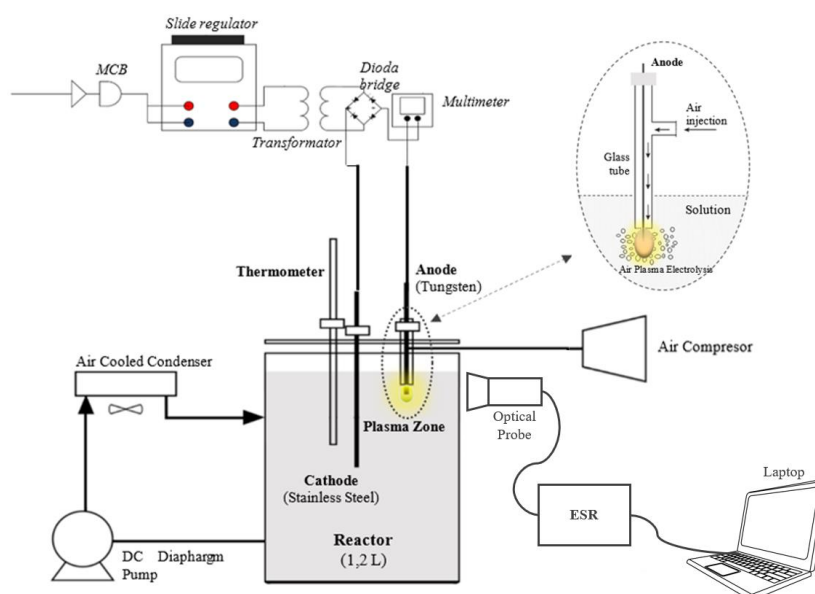 Slide regulator
MCB
Dioda
bridge
Multimeter
Transformator
Anode
Air
injection
Glass
tube
Solution
Air Plasma Electrolysis
Thermometer
Anode
(Tungsten)
Air Compresor
Air Cooled Condenser
Optical
Probe
Plasma Zone
Cathode
(Stainless Steel)
Laptop
ESR
Reactor
(1,2 L)
DC Diaphargm
Pump